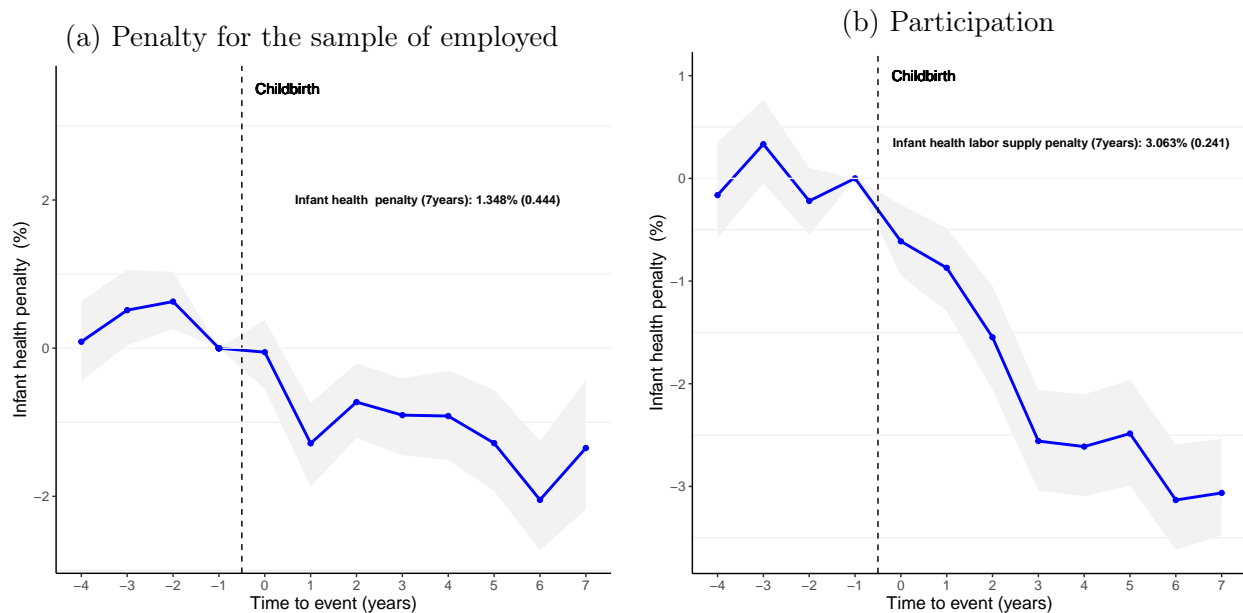 (a) Penalty for the sample of employed
Childbirth
Infant health penalty (7years): 1.348% (0.444)
Infant health penalty (%)
2
0
−2
−4 −3 −2 −1 0 1 2 3 4 5 6 7
Time to event (years)
(b) Participation
Childbirth
Infant health labor supply penalty (7years): 3.063% (0.241)
Infant health penalty (%)
1
0
−1
−2
−3
−4 −3 −2 −1 0 1 2 3 4 5 6 7
Time to event (years)